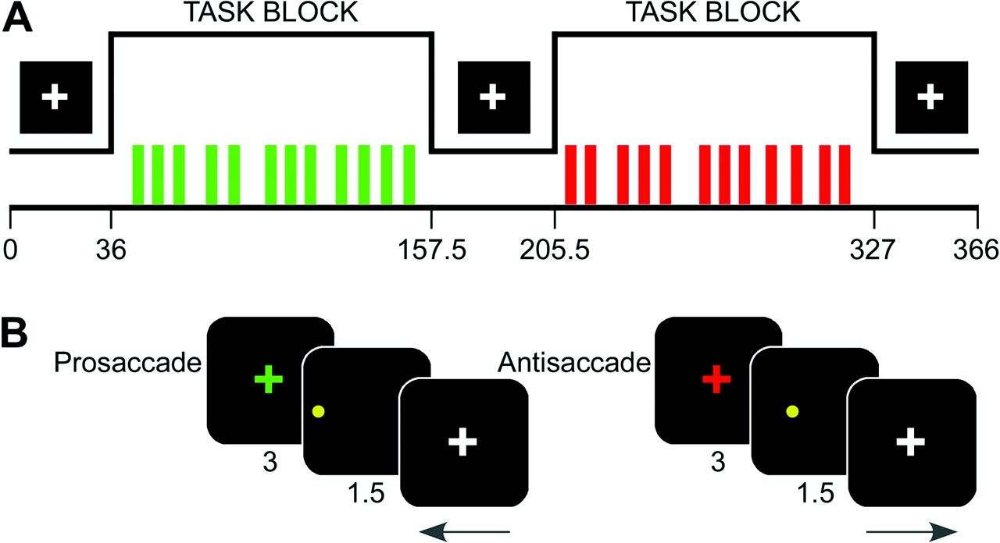 A
TASK BLOCK TASK BLOCK
0 36 157.5 205.5 327 366
B
Prosaccade Antisaccade
3 3
1.5 1.5